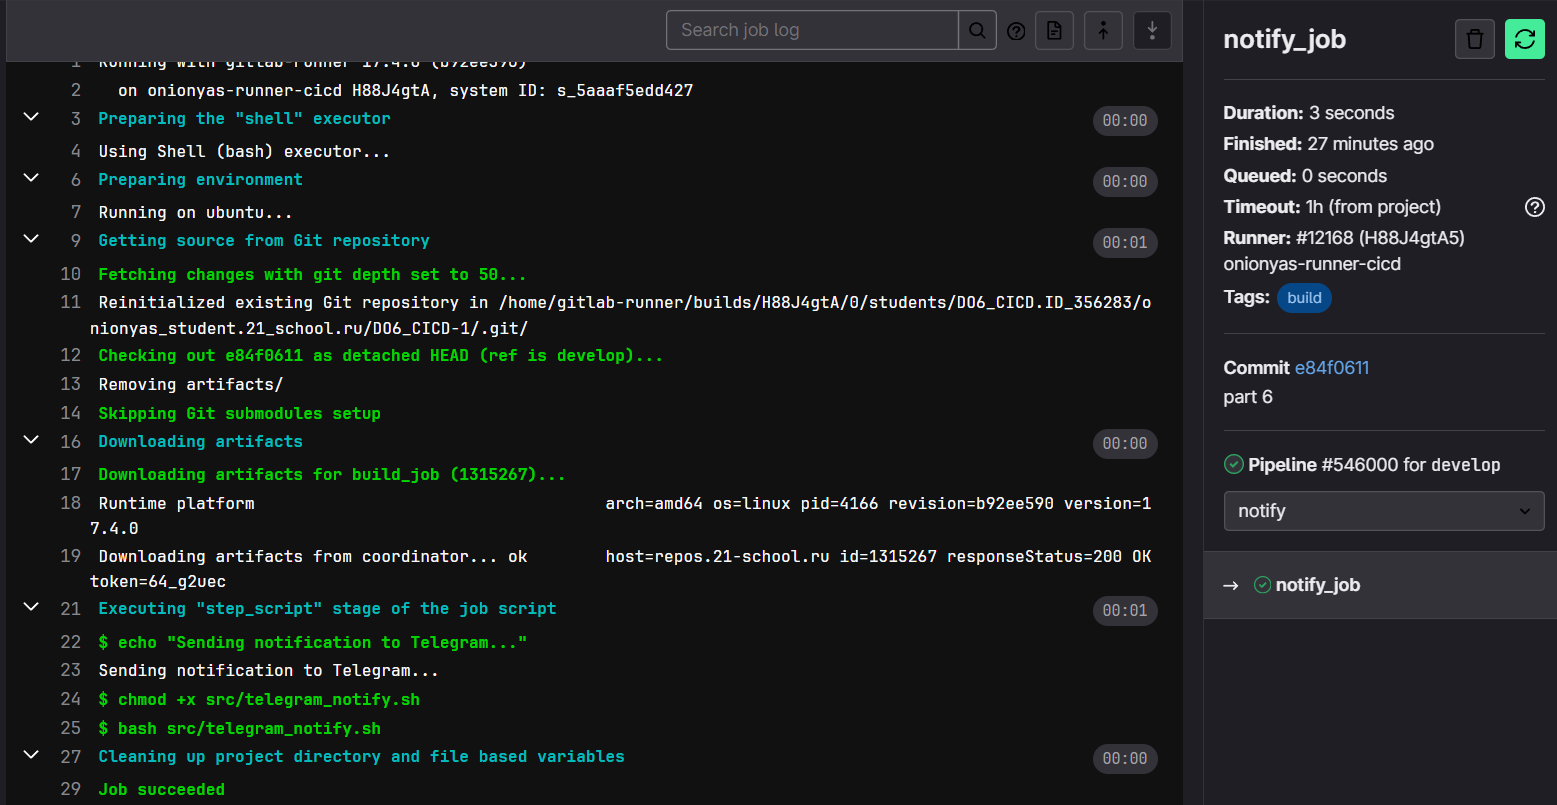 Search job log
1 Running with gitlab-runner 17.4.0 (b92ee590)
2 on onionyas-runner-cicd H88J4gtA, system ID: s_5aaaf5edd427
3 Preparing the "shell" executor 00:00
4 Using Shell (bash) executor...
6 Preparing environment 00:00
7 Running on ubuntu...
9 Getting source from Git repository 00:01
10 Fetching changes with git depth set to 50...
11 Reinitialized existing Git repository in /home/gitlab-runner/builds/H88J4gtA/0/students/DO6_CICD.ID_356283/o
nionyas_student.21_school.ru/DO6_CICD-1/.git/
12 Checking out e84f0611 as detached HEAD (ref is develop)...
13 Removing artifacts/
14 Skipping Git submodules setup
16 Downloading artifacts 00:00
17 Downloading artifacts for build_job (1315267)...
18 Runtime platform arch=amd64 os=linux pid=4166 revision=b92ee590 version=1
7.4.0
19 Downloading artifacts from coordinator... ok host=repos.21-school.ru id=1315267 responseStatus=200 OK
token=64_g2uec
21 Executing "step_script" stage of the job script 00:01
22 $ echo "Sending notification to Telegram..."
23 Sending notification to Telegram...
24 $ chmod +x src/telegram_notify.sh
25 $ bash src/telegram_notify.sh
27 Cleaning up project directory and file based variables 00:00
29 Job succeeded
notify_job
Duration: 3 seconds
Finished: 27 minutes ago
Queued: 0 seconds
Timeout: 1h (from project)
Runner: #12168 (H88J4gtA5)
onionyas-runner-cicd
Tags: build
Commit e84f0611
part 6
Pipeline #546000 for develop
notify
→ notify_job